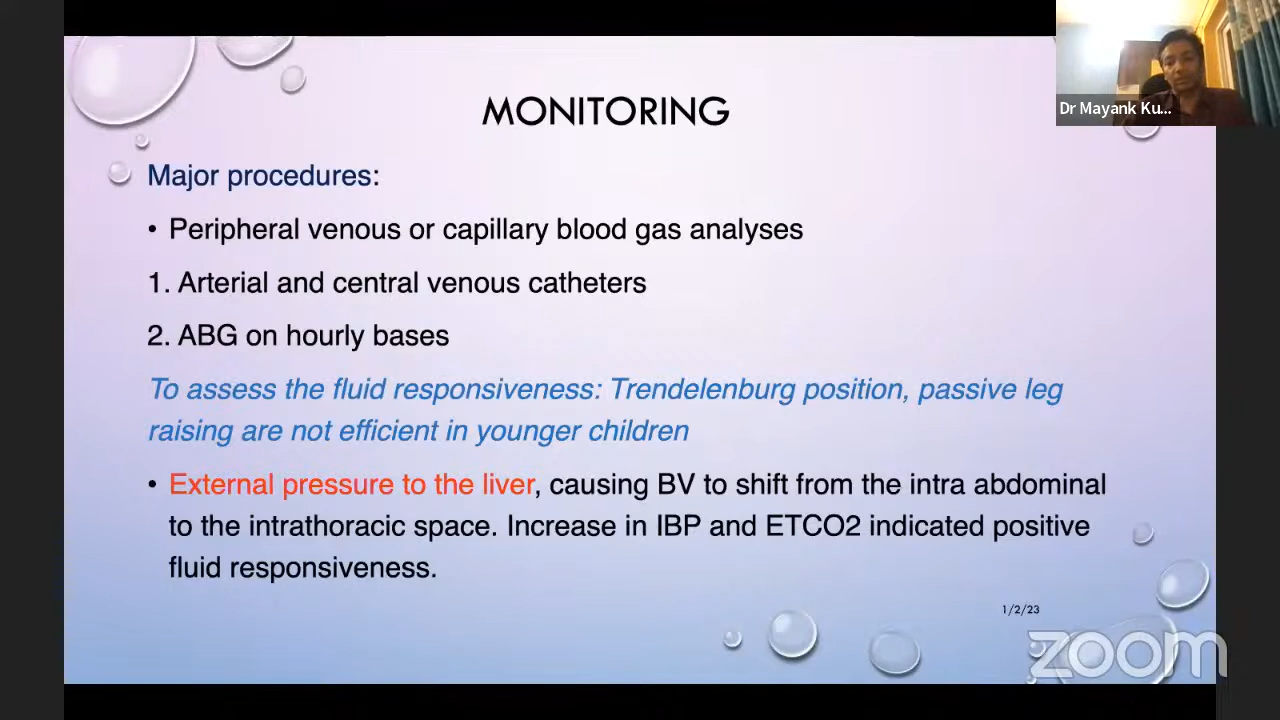 Dr Mayank Ku...
MONITORING
Major procedures:
• Peripheral venous or capillary blood gas analyses
1. Arterial and central venous catheters
2. ABG on hourly bases
To assess the fluid responsiveness: Trendelenburg position, passive leg
raising are not efficient in younger children
• External pressure to the liver, causing BV to shift from the intra abdominal
to the intrathoracic space. Increase in IBP and ETCO2 indicated positive
fluid responsiveness.
1/2/23
zoom